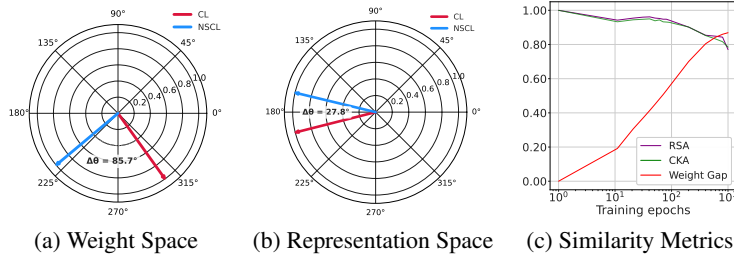 90°
CL
NSCL
135°
45°
1.0
0.8
0.6
0.4
0.2
180°
0°
Δθ = 85.7°
225°
315°
270°
(a) Weight Space
90°
CL
NSCL
135°
45°
1.0
0.8
0.6
0.4
0.2
180°
Δθ = 27.8°
0°
225°
315°
270°
(b) Representation Space
1.00
0.80
0.60
0.40
0.20
0.00
RSA
CKA
Weight Gap
10⁰ 10¹ 10² 10³
Training epochs
(c) Similarity Metrics